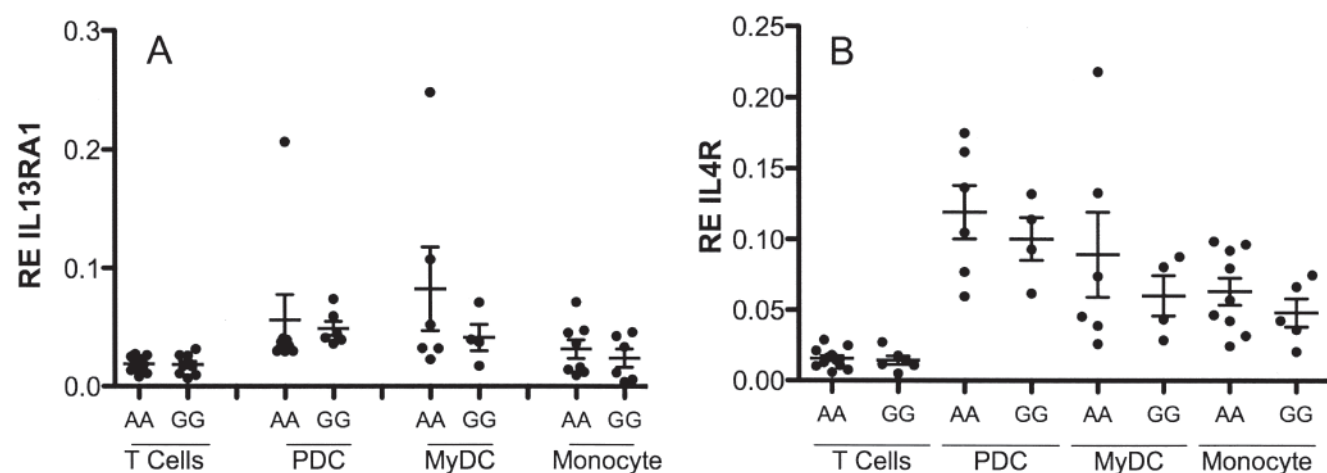 A
RE IL13RA1
0.3
0.2
0.1
0.0
AA GG AA GG AA GG AA GG
T Cells PDC MyDC Monocyte
B
RE IL4R
0.25
0.20
0.15
0.10
0.05
0.00
AA GG AA GG AA GG AA GG
T Cells PDC MyDC Monocyte